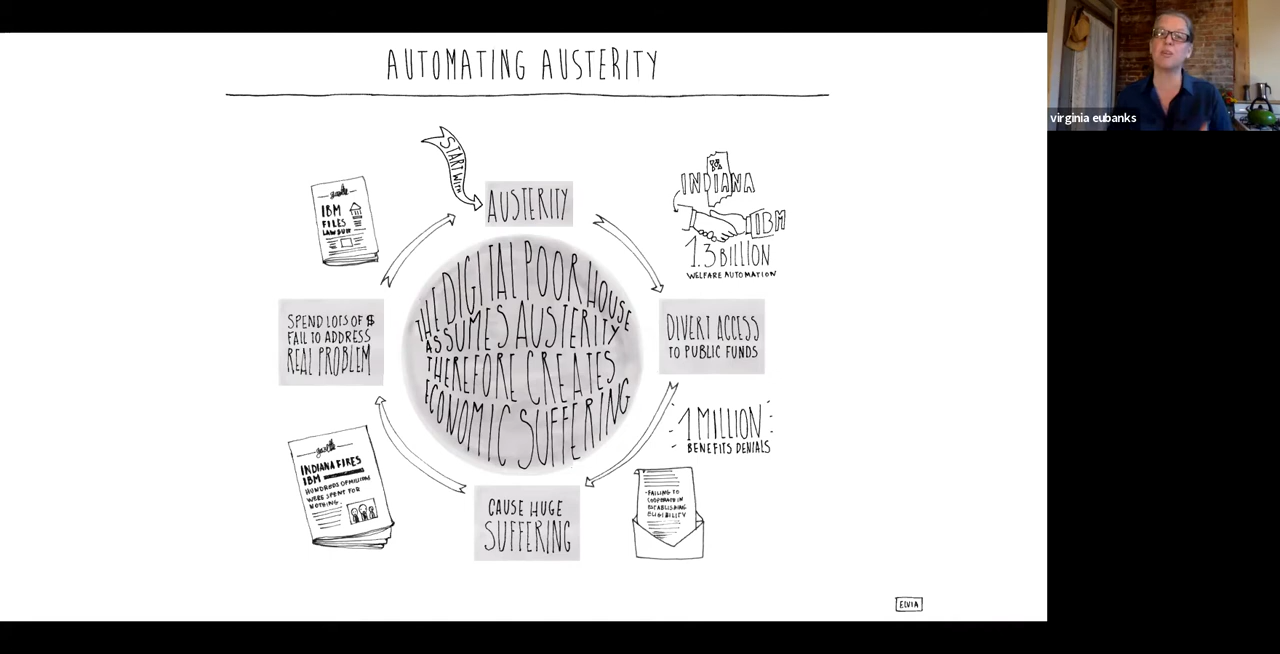 AUTOMATING AUSTERITY
START WITH
AUSTERITY
INDIANA
IBM
1.3 BILLION
WELFARE AUTOMATION
DIVERT ACCESS
TO PUBLIC FUNDS
1 MILLION
BENEFITS DENIALS
-FAILING TO
COOPERATE IN
ESTABLISHING
ELIGIBILITY
CAUSE HUGE
SUFFERING
gazette
INDIANA FIRES
IBM
HUNDREDS OF MILLIONS
WERE SPENT FOR
NOTHING.
SPEND LOTS OF $
FAIL TO ADDRESS
REAL PROBLEM
IBM
FILES
LAWSUIT
THE DIGITAL POOR HOUSE
ASSUMES AUSTERITY
THEREFORE CREATES
ECONOMIC SUFFERING
ELVIA
virginia eubanks